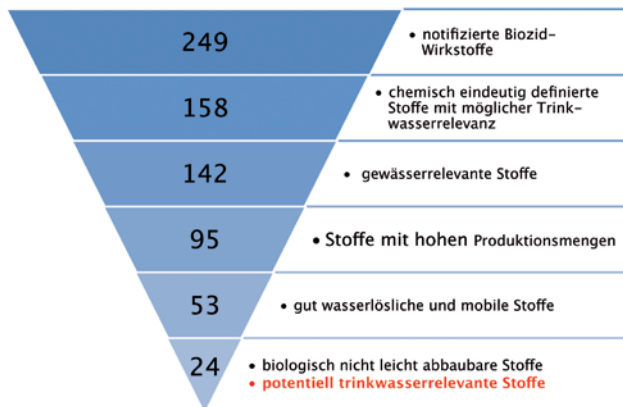 249
• notifizierte Biozid-
Wirkstoffe
158
• chemisch eindeutig definierte
Stoffe mit möglicher Trink-
wasserrelevanz
142
• gewässerrelevante Stoffe
95
• Stoffe mit hohen Produktionsmengen
53
• gut wasserlösliche und mobile Stoffe
24
• biologisch nicht leicht abbaubare Stoffe
• potentiell trinkwasserrelevante Stoffe